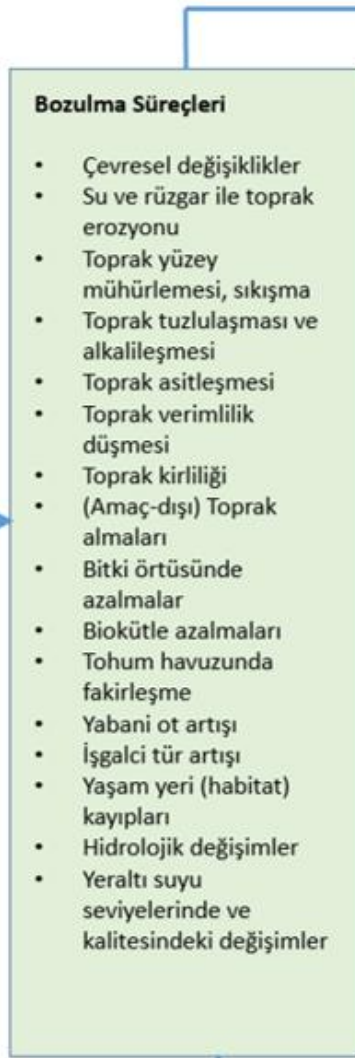 Bozulma Süreçleri
• Çevresel değişiklikler
• Su ve rüzgar ile toprak
erozyonu
• Toprak yüzey
mühürlemesi, sıkışma
• Toprak tuzlulaşması ve
alkalileşmesi
• Toprak asitleşmesi
• Toprak verimlilik
düşmesi
• Toprak kirliliği
• (Amaç-dışı) Toprak
almaları
• Bitki örtüsünde
azalmalar
• Biokütle azalmaları
• Tohum havuzunda
fakirleşme
• Yabani ot artışı
• İşgalci tür artışı
• Yaşam yeri (habitat)
kayıpları
• Hidrolojik değişimler
• Yeraltı suyu
seviyelerinde ve
kalitesindeki değişimler